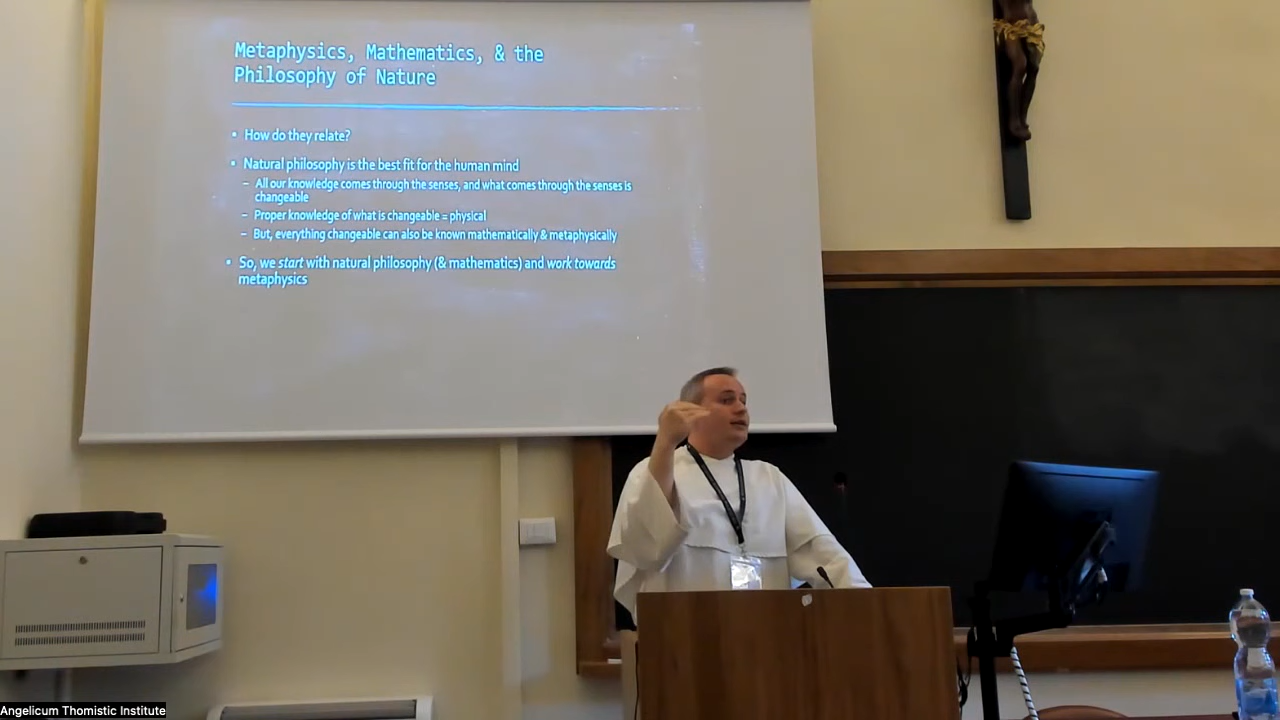 Metaphysics, Mathematics, & the
Philosophy of Nature
• How do they relate?
• Natural philosophy is the best fit for the human mind
– All our knowledge comes through the senses, and what comes through the senses is
changeable
– Proper knowledge of what is changeable = physical
– But, everything changeable can also be known mathematically & metaphysically
• So, we start with natural philosophy (& mathematics) and work towards
metaphysics
Angelicum Thomistic Institute